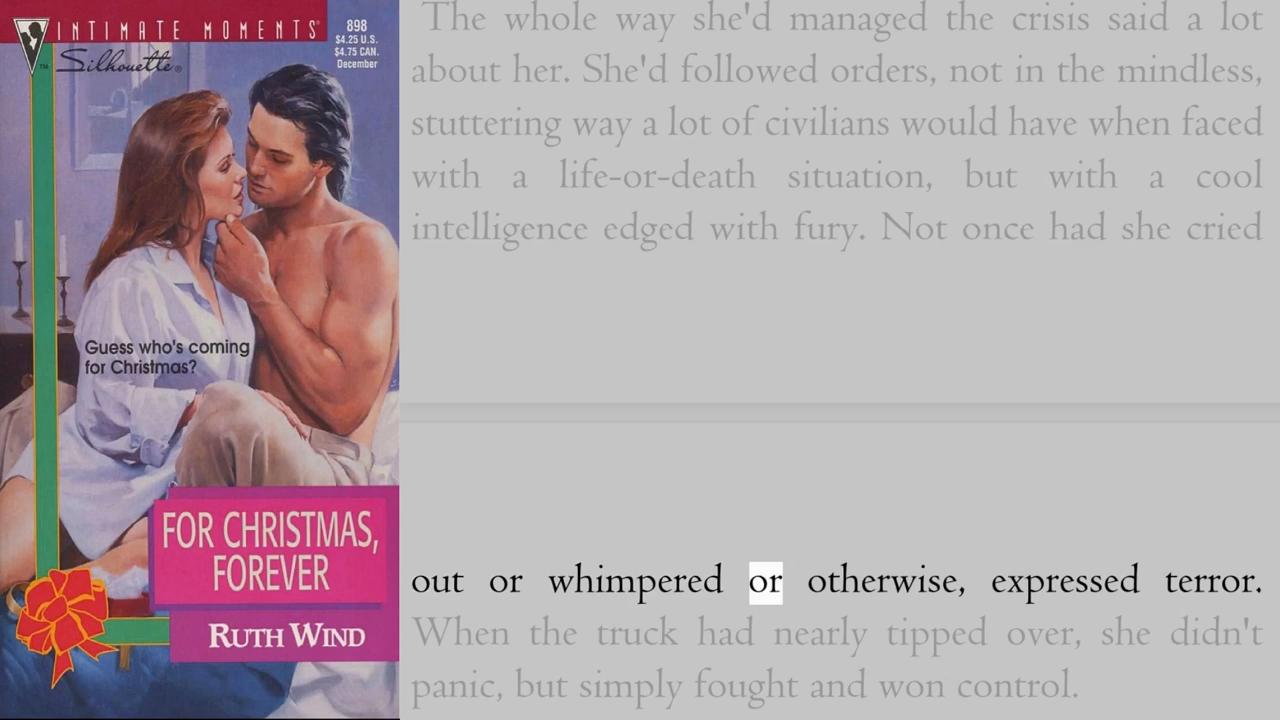 INTIMATE MOMENTS®
898
$4.25 U.S.
$4.75 CAN.
December
™
Silhouette®
Guess who's coming
for Christmas?
FOR CHRISTMAS,
FOREVER
RUTH WIND
The whole way she'd managed the crisis said a lot
about her. She'd followed orders, not in the mindless,
stuttering way a lot of civilians would have when faced
with a life-or-death situation, but with a cool
intelligence edged with fury. Not once had she cried
out or whimpered or otherwise, expressed terror.
When the truck had nearly tipped over, she didn't
panic, but simply fought and won control.